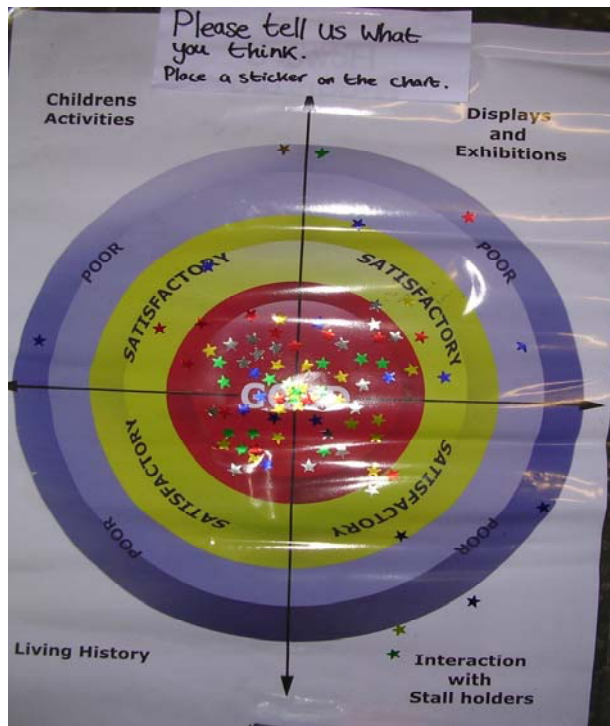 Please tell us what
you think.
Place a sticker on the chart.
Childrens
Activities
Displays
and
Exhibitions
POOR
POOR
SATISFACTORY
SATISFACTORY
GOOD
SATISFACTORY
SATISFACTORY
POOR
POOR
Living History
Interaction
with
Stall holders